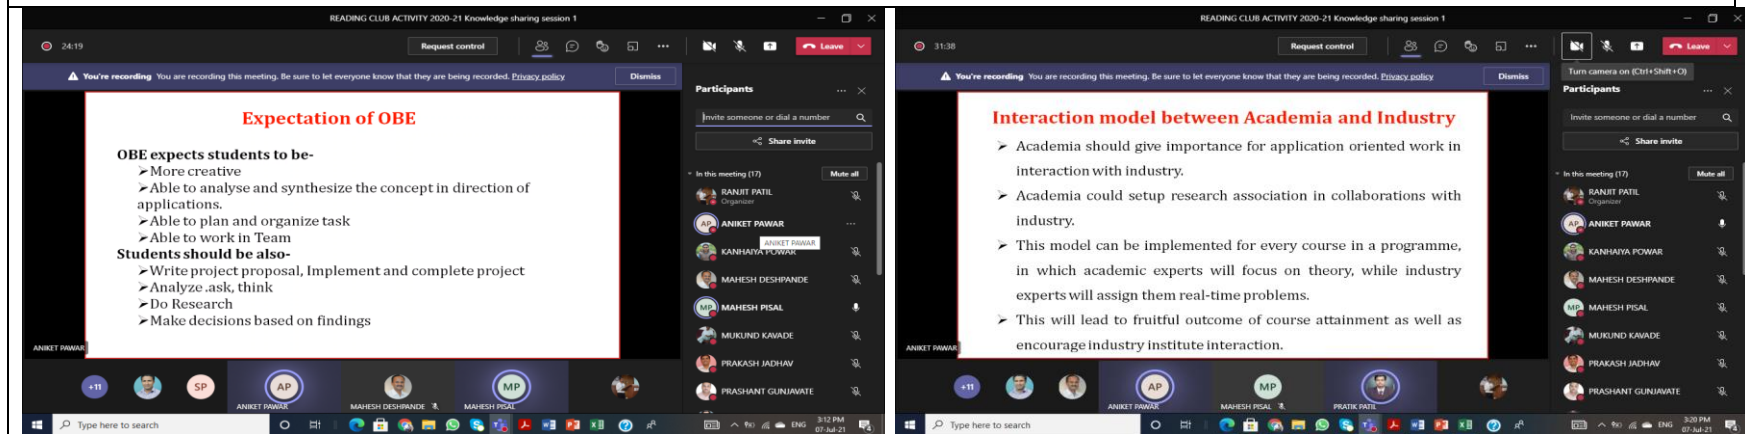 READING CLUB ACTIVITY 2020-21 Knowledge sharing session 1
24:19
Request control
Leave
You're recording You are recording this meeting. Be sure to let everyone know that they are being recorded. Privacy policy
Dismiss
Expectation of OBE
OBE expects students to be-
➢More creative
➢Able to analyse and synthesize the concept in direction of
applications.
➢Able to plan and organize task
➢Able to work in Team
Students should be also-
➢Write project proposal, Implement and complete project
➢Analyze .ask, think
➢Do Research
➢Make decisions based on findings
ANIKET PAWAR
Participants
Invite someone or dial a number
Share invite
In this meeting (17)
Mute all
RANJIT PATIL
Organizer
AP
ANIKET PAWAR
ANIKET PAWAR
KANHAIYA POWAR
MAHESH DESHPANDE
MP
MAHESH PISAL
MUKUND KAVADE
PRAKASH JADHAV
PRASHANT GUNJAVATE
+11
SP
AP
MP
ANIKET PAWAR
MAHESH DESHPANDE
MAHESH PISAL
Type here to search
ENG
3:12 PM
07-Jul-21
READING CLUB ACTIVITY 2020-21 Knowledge sharing session 1
31:38
Request control
Leave
You're recording You are recording this meeting. Be sure to let everyone know that they are being recorded. Privacy policy
Dismiss
Turn camera on (Ctrl+Shift+O)
Interaction model between Academia and Industry
➢ Academia should give importance for application oriented work in
interaction with industry.
➢ Academia could setup research association in collaborations with
industry.
➢ This model can be implemented for every course in a programme,
in which academic experts will focus on theory, while industry
experts will assign them real-time problems.
➢ This will lead to fruitful outcome of course attainment as well as
encourage industry institute interaction.
ANIKET PAWAR
Participants
Invite someone or dial a number
Share invite
In this meeting (17)
Mute all
RANJIT PATIL
Organizer
AP
ANIKET PAWAR
KANHAIYA POWAR
MAHESH DESHPANDE
MP
MAHESH PISAL
MUKUND KAVADE
PRAKASH JADHAV
PRASHANT GUNJAVATE
+11
AP
MP
ANIKET PAWAR
MAHESH PISAL
PRATIK PATIL
Type here to search
ENG
3:20 PM
07-Jul-21